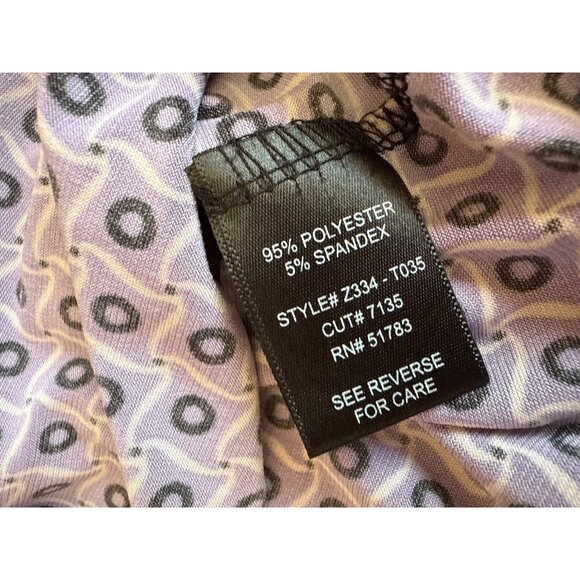 95% POLYESTER
5% SPANDEX
STYLE# Z334 - T035
CUT# 7135
RN# 51783
SEE REVERSE
FOR CARE